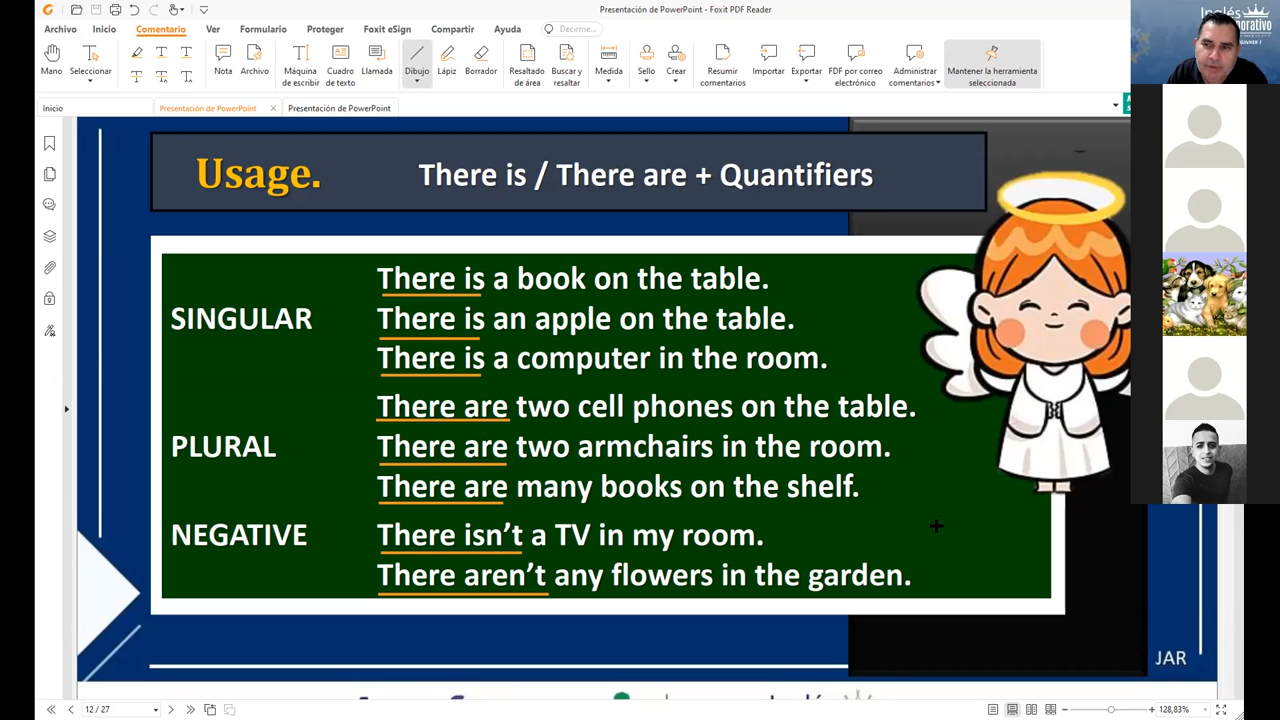 Presentación de PowerPoint - Foxit PDF Reader
Archivo Inicio Comentario Ver Formulario Proteger Foxit eSign Compartir Ayuda Decirme...
Mano Seleccionar Nota Archivo Máquina de escribir Cuadro de texto Llamada Dibujo Lápiz Borrador Resaltado de área Buscar y resaltar Medida Sello Crear Resumir comentarios Importar Exportar FDF por correo electrónico Administrar comentarios Mantener la herramienta seleccionada
Inicio Presentación de PowerPoint Presentación de PowerPoint
Inglés
Usage. There is / There are + Quantifiers
SINGULAR
There is a book on the table.
There is an apple on the table.
There is a computer in the room.
PLURAL
There are two cell phones on the table.
There are two armchairs in the room.
There are many books on the shelf.
NEGATIVE
There isn’t a TV in my room.
There aren’t any flowers in the garden.
JAR
12 / 27
128,83%